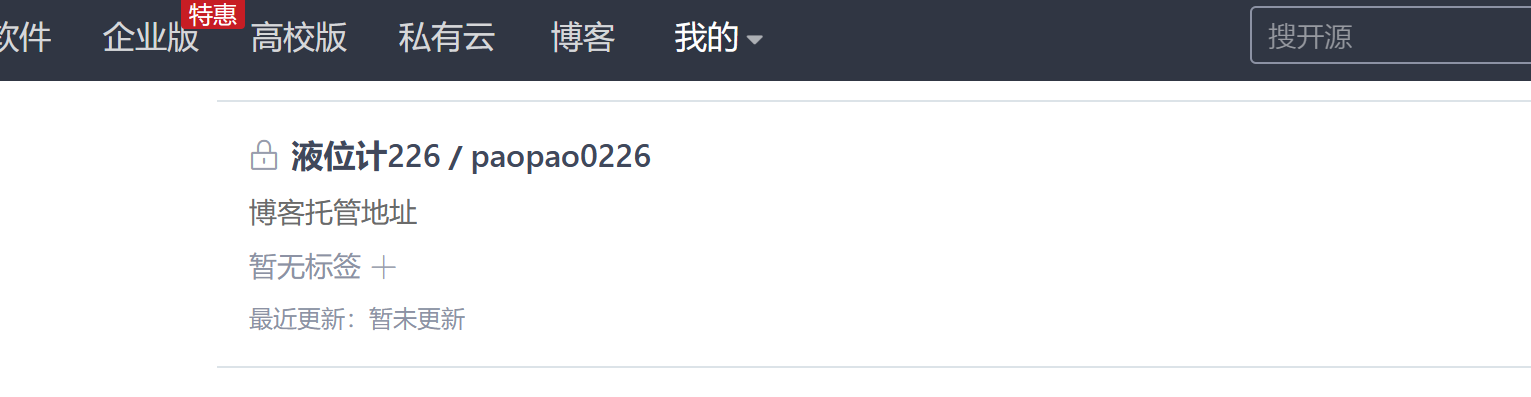 软件 企业版 特惠 高校版 私有云 博客 我的 搜开源
液位计226 / paopao0226
博客托管地址
暂无标签
最近更新：暂未更新